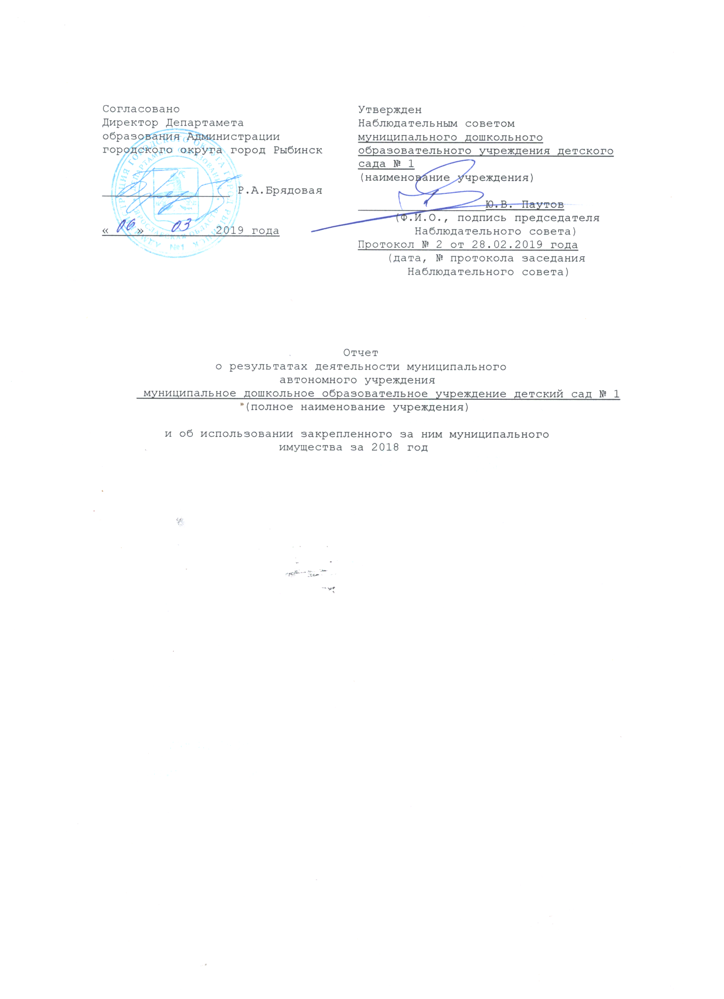 Согласовано
Директор Департамета
образования Администрации
городского округа город Рыбинск
Р.А.Брядовая
« 06 » 03 2019 года
Утвержден
Наблюдательным советом
муниципального дошкольного
образовательного учреждения детского
сада № 1
(наименование учреждения)
Ю.В. Паутов
(Ф.И.О., подпись председателя
Наблюдательного совета)
Протокол № 2 от 28.02.2019 года
(дата, № протокола заседания
Наблюдательного совета)
Отчет
о результатах деятельности муниципального
автономного учреждения
муниципальное дошкольное образовательное учреждение детский сад № 1
(полное наименование учреждения)
и об использовании закрепленного за ним муниципального
имущества за 2018 год